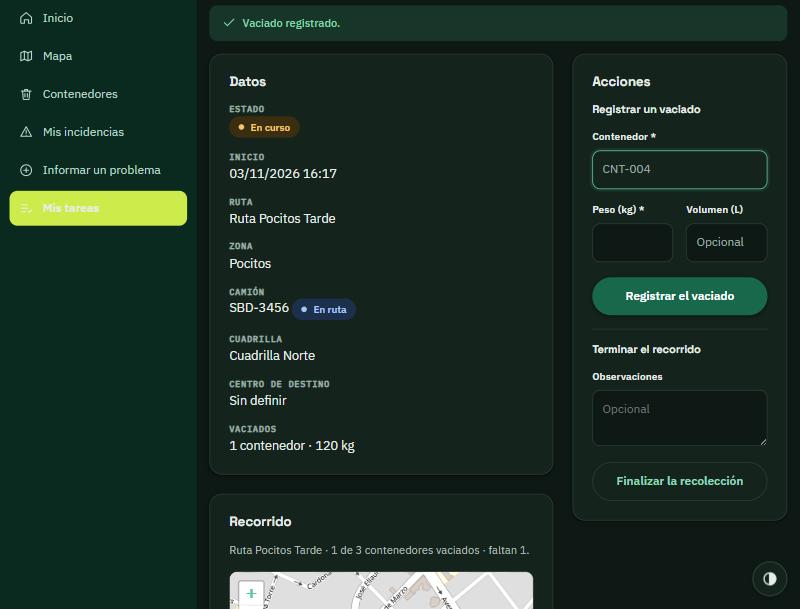 Inicio
Mapa
Contenedores
Mis incidencias
Informar un problema
Mis tareas
Vaciado registrado.
Datos
ESTADO
En curso
INICIO
03/11/2026 16:17
RUTA
Ruta Pocitos Tarde
ZONA
Pocitos
CAMIÓN
SBD-3456 En ruta
CUADRILLA
Cuadrilla Norte
CENTRO DE DESTINO
Sin definir
VACIADOS
1 contenedor · 120 kg
Recorrido
Ruta Pocitos Tarde · 1 de 3 contenedores vaciados · faltan 1.
+
Acciones
Registrar un vaciado
Contenedor *
CNT-004
Peso (kg) * Volumen (L)
Opcional
Registrar el vaciado
Terminar el recorrido
Observaciones
Opcional
Finalizar la recolección